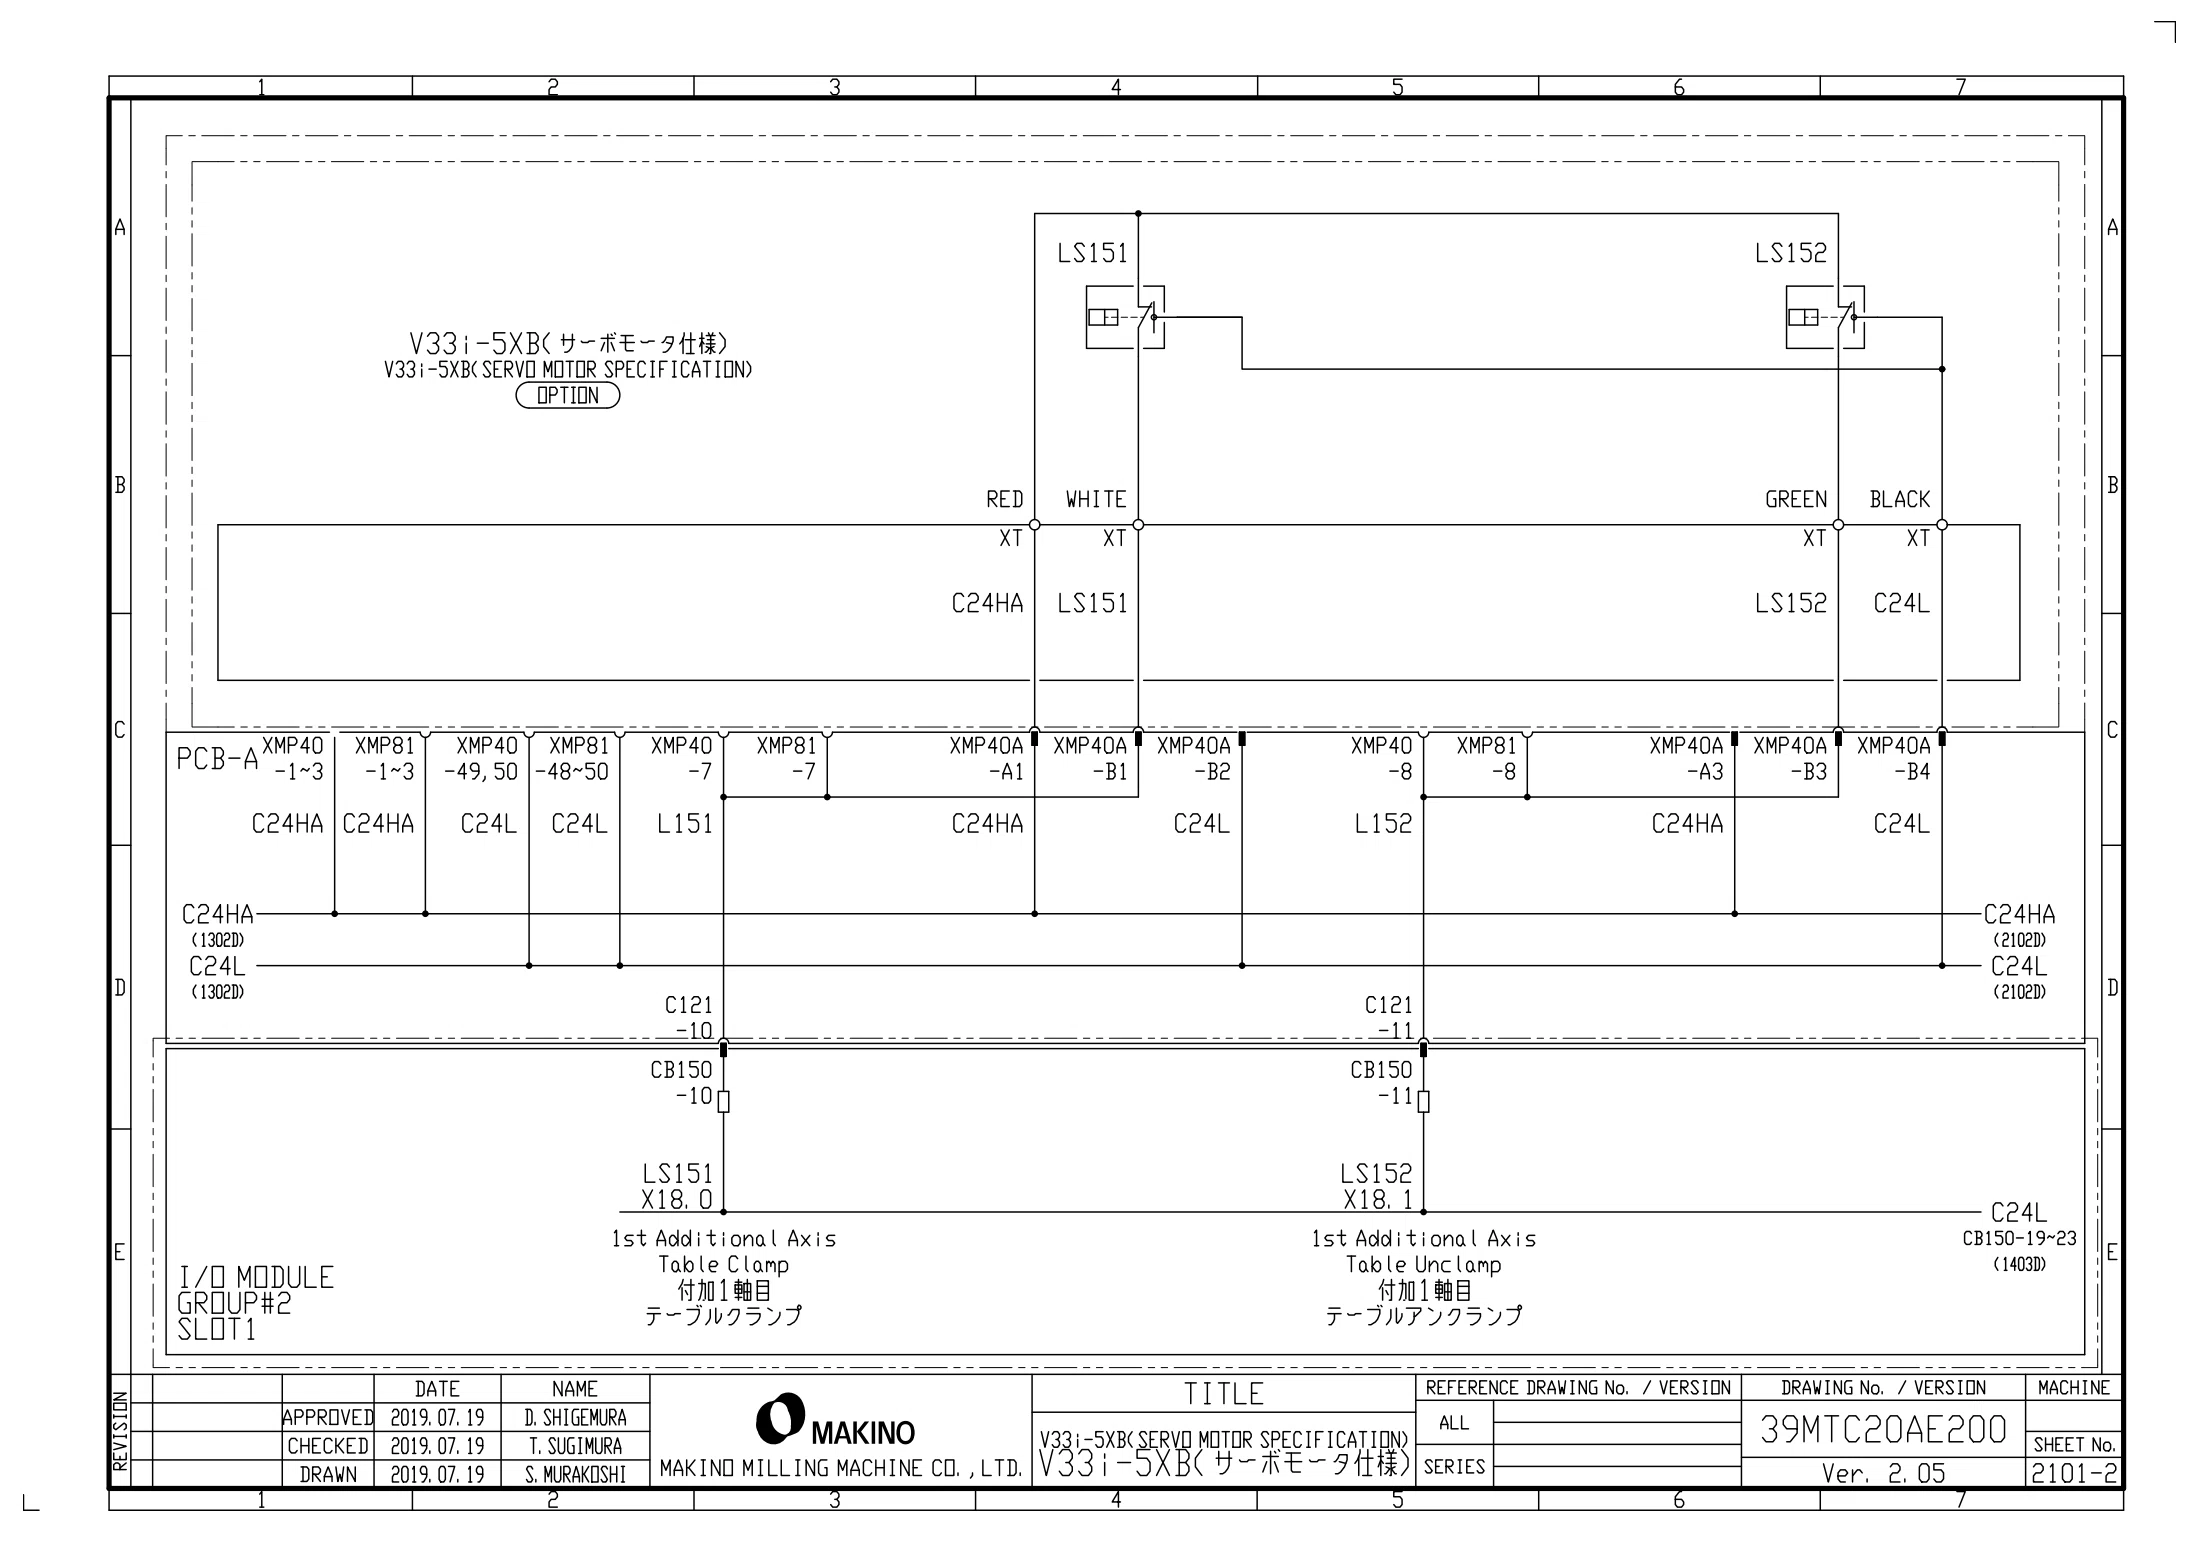 1 2 3 4 5 6 7
A A
LS151 LS152
V33i-5XB(サーボモータ仕様)
V33i-5XB(SERVO MOTOR SPECIFICATION)
OPTION
B B
RED WHITE GREEN BLACK
XT XT XT XT
C24HA LS151 LS152 C24L
C C
PCB-A
XMP40 XMP81 XMP40 XMP81 XMP40 XMP81 XMP40A XMP40A XMP40A XMP40 XMP81 XMP40A XMP40A XMP40A
-1~3 -1~3 -49,50 -48~50 -7 -7 -A1 -B1 -B2 -8 -8 -A3 -B3 -B4
C24HA C24HA C24L C24L L151 C24HA C24L L152 C24HA C24L
C24HA C24HA
(1302D) (2102D)
C24L C24L
(1302D) (2102D)
D D
C121 C121
-10 -11
CB150 CB150
-10 -11
LS151 LS152
X18.0 X18.1
C24L
CB150-19~23
(1403D)
1st Additional Axis 1st Additional Axis
Table Clamp Table Unclamp
付加1軸目 付加1軸目
テーブルクランプ テーブルアンクランプ
E E
I/O MODULE
GROUP#2
SLOT1
REVISION
DATE NAME
APPROVED 2019.07.19 D. SHIGEMURA
CHECKED 2019.07.19 T. SUGIMURA
DRAWN 2019.07.19 S. MURAKOSHI
MAKINO
MAKINO MILLING MACHINE CO.,LTD.
TITLE
V33i-5XB(SERVO MOTOR SPECIFICATION)
V33i-5XB(サーボモータ仕様)
REFERENCE DRAWING No. / VERSION
ALL
SERIES
DRAWING No. / VERSION
39MTC20AE200
Ver. 2.05
MACHINE
SHEET No.
2101-2
1 2 3 4 5 6 7